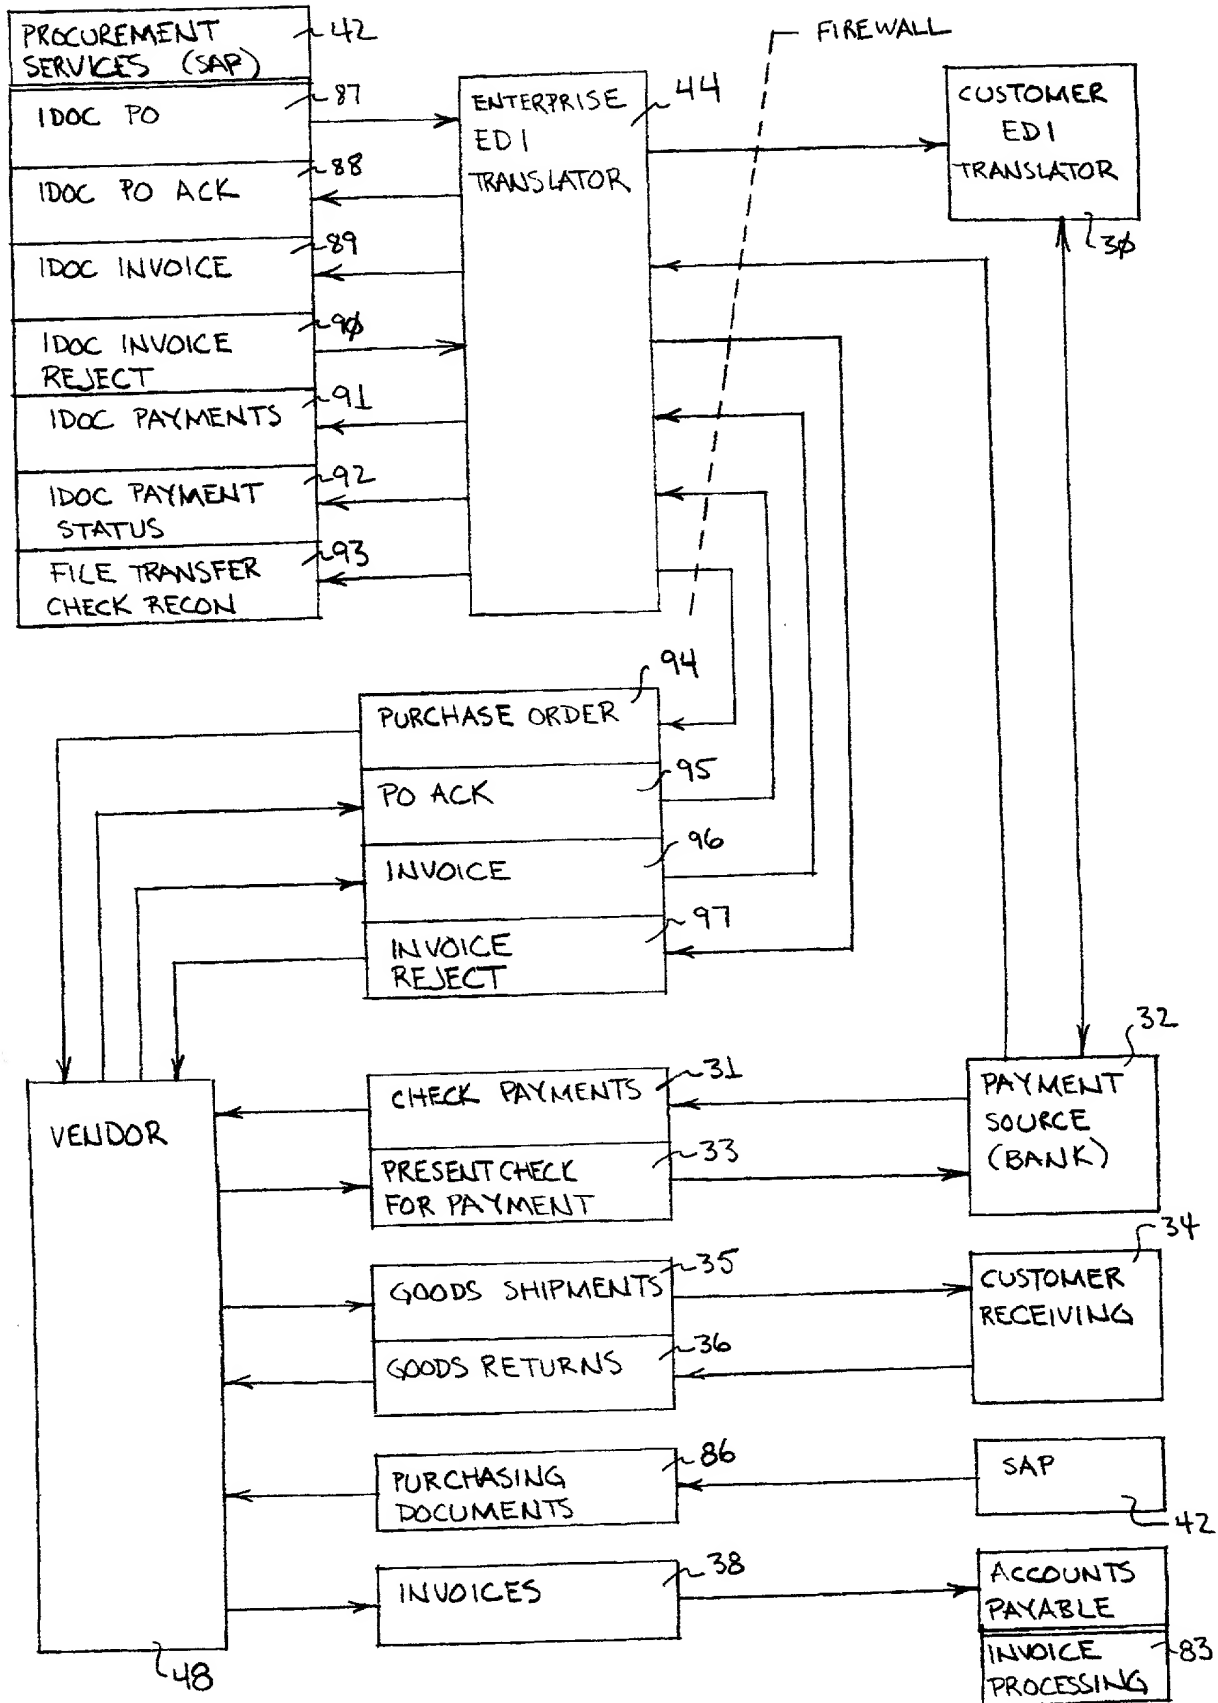 FIREWALL
PROCUREMENT
SERVICES (SAP)
42
IDOC PO
87
IDOC PO ACK
88
IDOC INVOICE
89
IDOC INVOICE
REJECT
9Ø
IDOC PAYMENTS
91
IDOC PAYMENT
STATUS
92
FILE TRANSFER
CHECK RECON
93
ENTERPRISE
EDI
TRANSLATOR
44
CUSTOMER
EDI
TRANSLATOR
3Ø
PURCHASE ORDER
94
PO ACK
95
INVOICE
96
INVOICE
REJECT
97
VENDOR
48
CHECK PAYMENTS
31
PRESENT CHECK
FOR PAYMENT
33
PAYMENT
SOURCE
(BANK)
32
GOODS SHIPMENTS
35
GOODS RETURNS
36
CUSTOMER
RECEIVING
34
PURCHASING
DOCUMENTS
86
SAP
42
INVOICES
38
ACCOUNTS
PAYABLE
INVOICE
PROCESSING
83